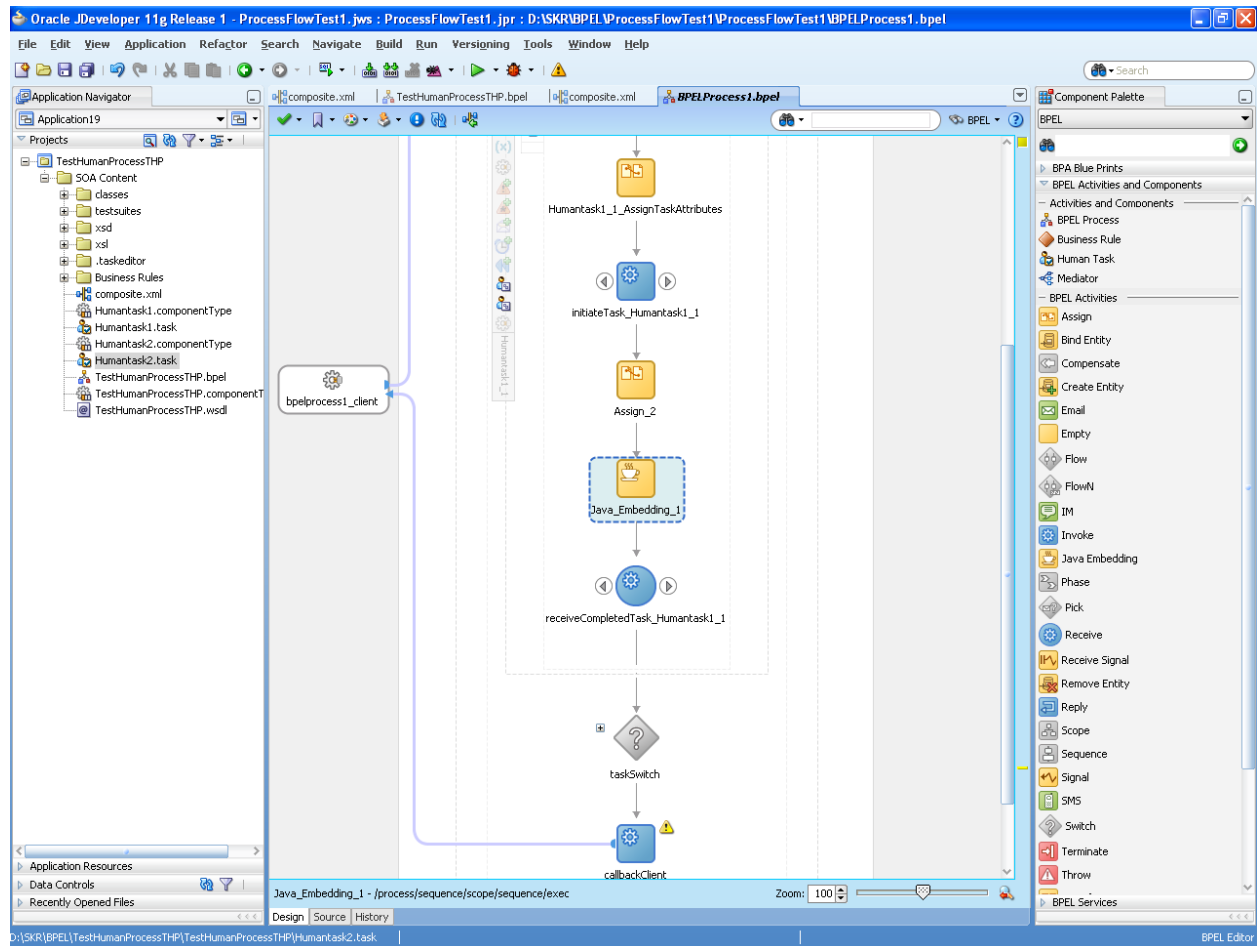 Oracle JDeveloper 11g Release 1 - ProcessFlowTest1.jws : ProcessFlowTest1.jpr : D:\SKR\BPEL\ProcessFlowTest1\ProcessFlowTest1\BPELProcess1.bpel
File Edit View Application Refactor Search Navigate Build Run Versioning Tools Window Help
Search
Application Navigator
composite.xml
TestHumanProcessTHP.bpel
composite.xml
BPELProcess1.bpel
Component Palette
Application19
BPEL
BPEL
Projects
TestHumanProcessTHP
SOA Content
classes
testsuites
xsd
xsl
.taskeditor
Business Rules
composite.xml
Humantask1.componentType
Humantask1.task
Humantask2.componentType
Humantask2.task
TestHumanProcessTHP.bpel
TestHumanProcessTHP.componentT
TestHumanProcessTHP.wsdl
Application Resources
Data Controls
Recently Opened Files
bpelprocess1_client
(x)
Humantask1_1
Humantask1_1_AssignTaskAttributes
initiateTask_Humantask1_1
Assign_2
Java_Embedding_1
receiveCompletedTask_Humantask1_1
taskSwitch
callbackClient
Java_Embedding_1 - /process/sequence/scope/sequence/exec
Zoom: 100
Design Source History
BPA Blue Prints
BPEL Activities and Components
Activities and Components
BPEL Process
Business Rule
Human Task
Mediator
BPEL Activities
Assign
Bind Entity
Compensate
Create Entity
Email
Empty
Flow
FlowN
IM
Invoke
Java Embedding
Phase
Pick
Receive
Receive Signal
Remove Entity
Reply
Scope
Sequence
Signal
SMS
Switch
Terminate
Throw
BPEL Services
D:\SKR\BPEL\TestHumanProcessTHP\TestHumanProcessTHP\Humantask2.task
BPEL Editor